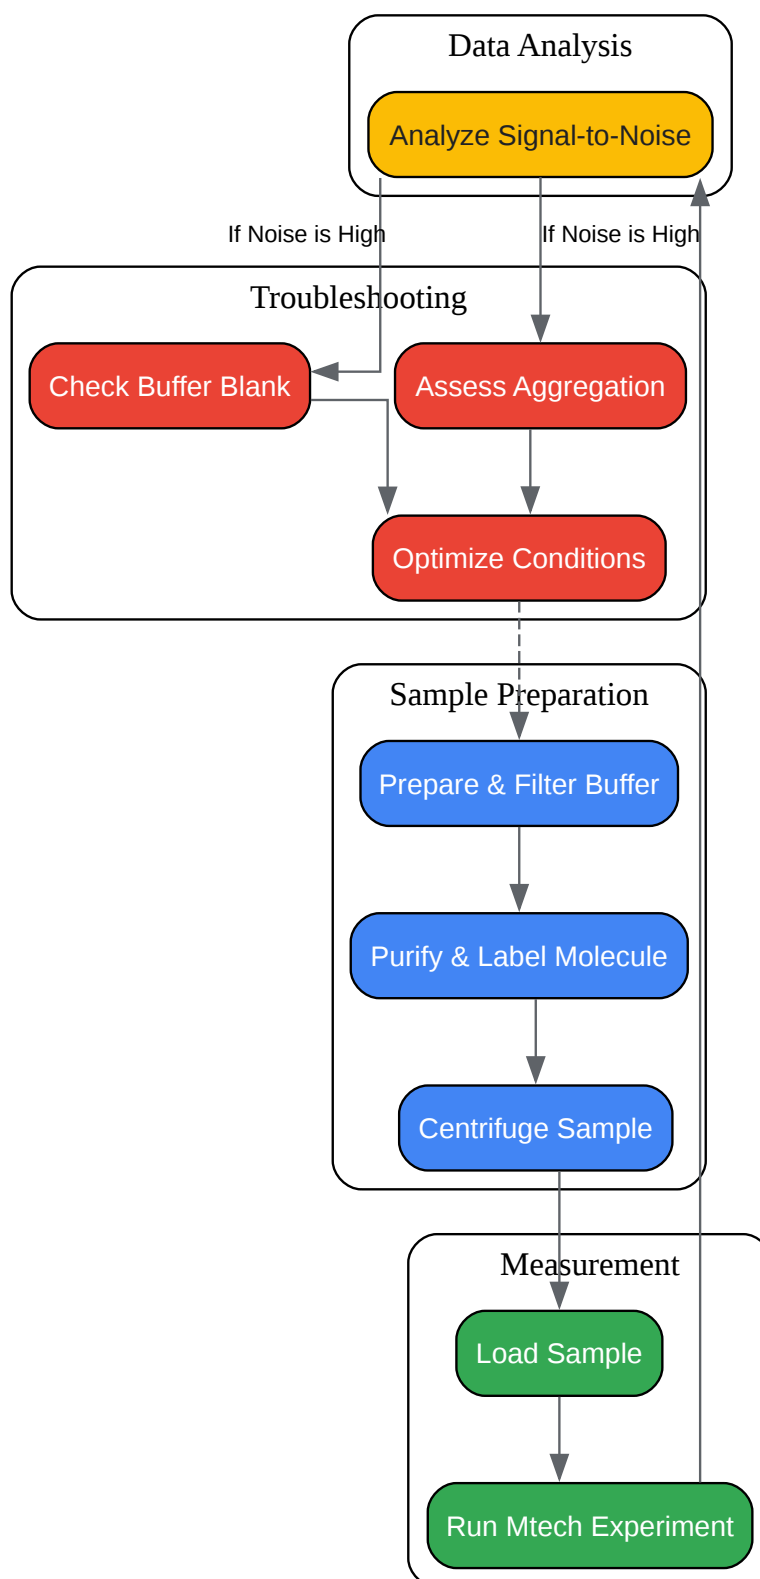 Data Analysis
Analyze Signal-to-Noise
If Noise is High
If Noise is High
Troubleshooting
Check Buffer Blank
Assess Aggregation
Optimize Conditions
Sample Preparation
Prepare & Filter Buffer
Purify & Label Molecule
Centrifuge Sample
Measurement
Load Sample
Run Mtech Experiment